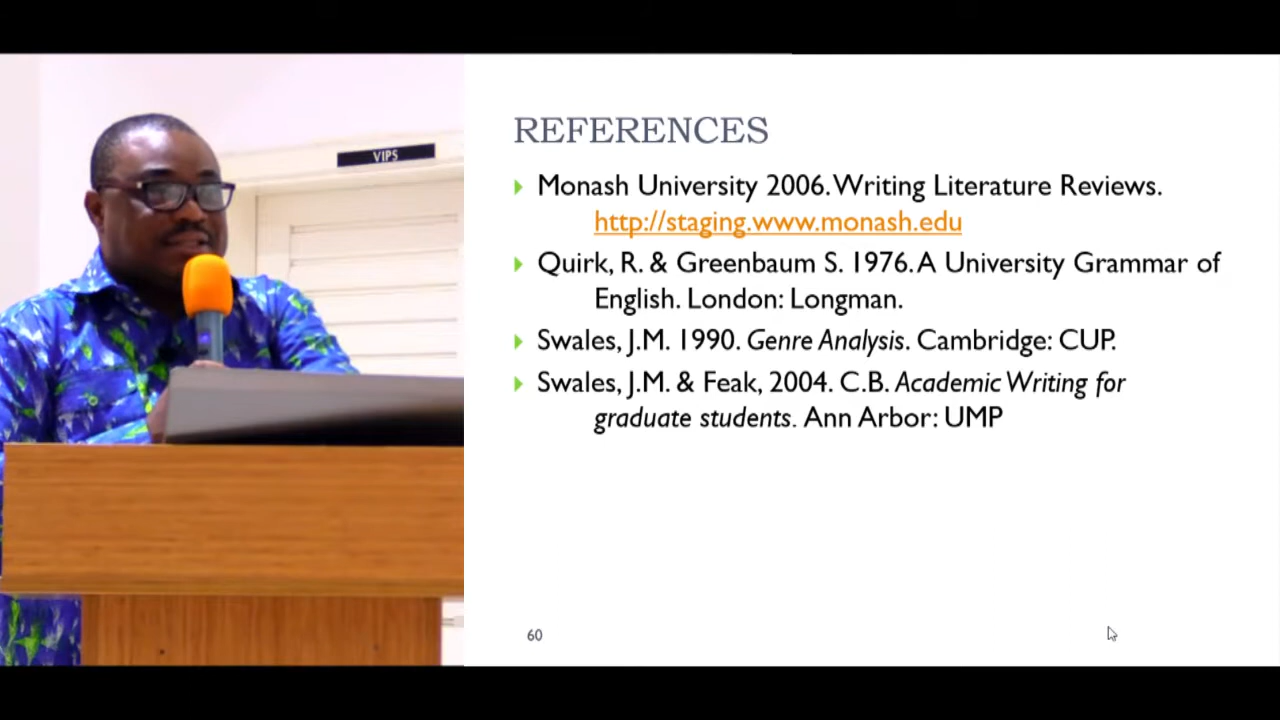 VIPS
REFERENCES
Monash University 2006. Writing Literature Reviews.
http://staging.www.monash.edu
Quirk, R. & Greenbaum S. 1976. A University Grammar of
English. London: Longman.
Swales, J.M. 1990. Genre Analysis. Cambridge: CUP.
Swales, J.M. & Feak, 2004. C.B. Academic Writing for
graduate students. Ann Arbor: UMP
60